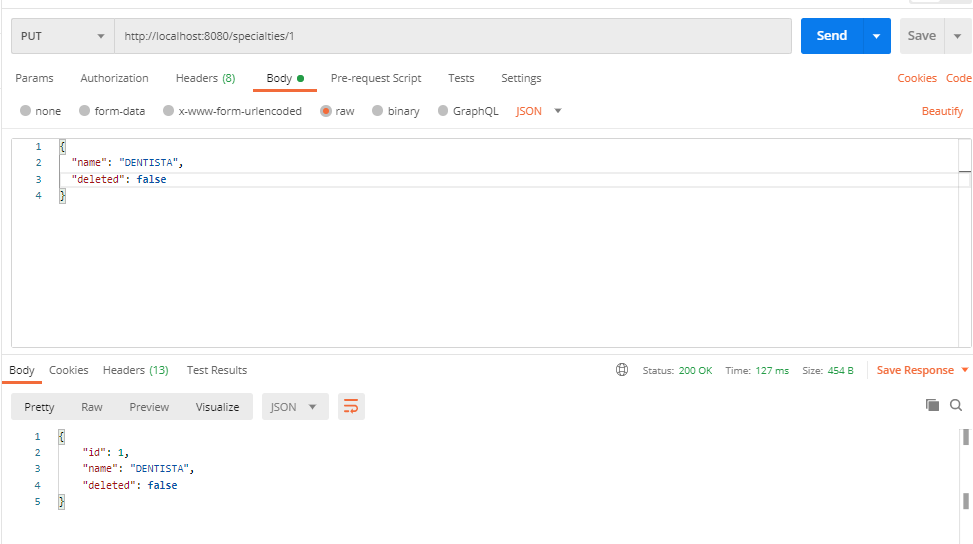 PUT http://localhost:8080/specialties/1 Send Save
Params Authorization Headers (8) Body Pre-request Script Tests Settings Cookies Code
none form-data x-www-form-urlencoded raw binary GraphQL JSON Beautify
1 {
2 "name": "DENTISTA",
3 "deleted": false
4 }
Body Cookies Headers (13) Test Results Status: 200 OK Time: 127 ms Size: 454 B Save Response
Pretty Raw Preview Visualize JSON
1 {
2 "id": 1,
3 "name": "DENTISTA",
4 "deleted": false
5 }